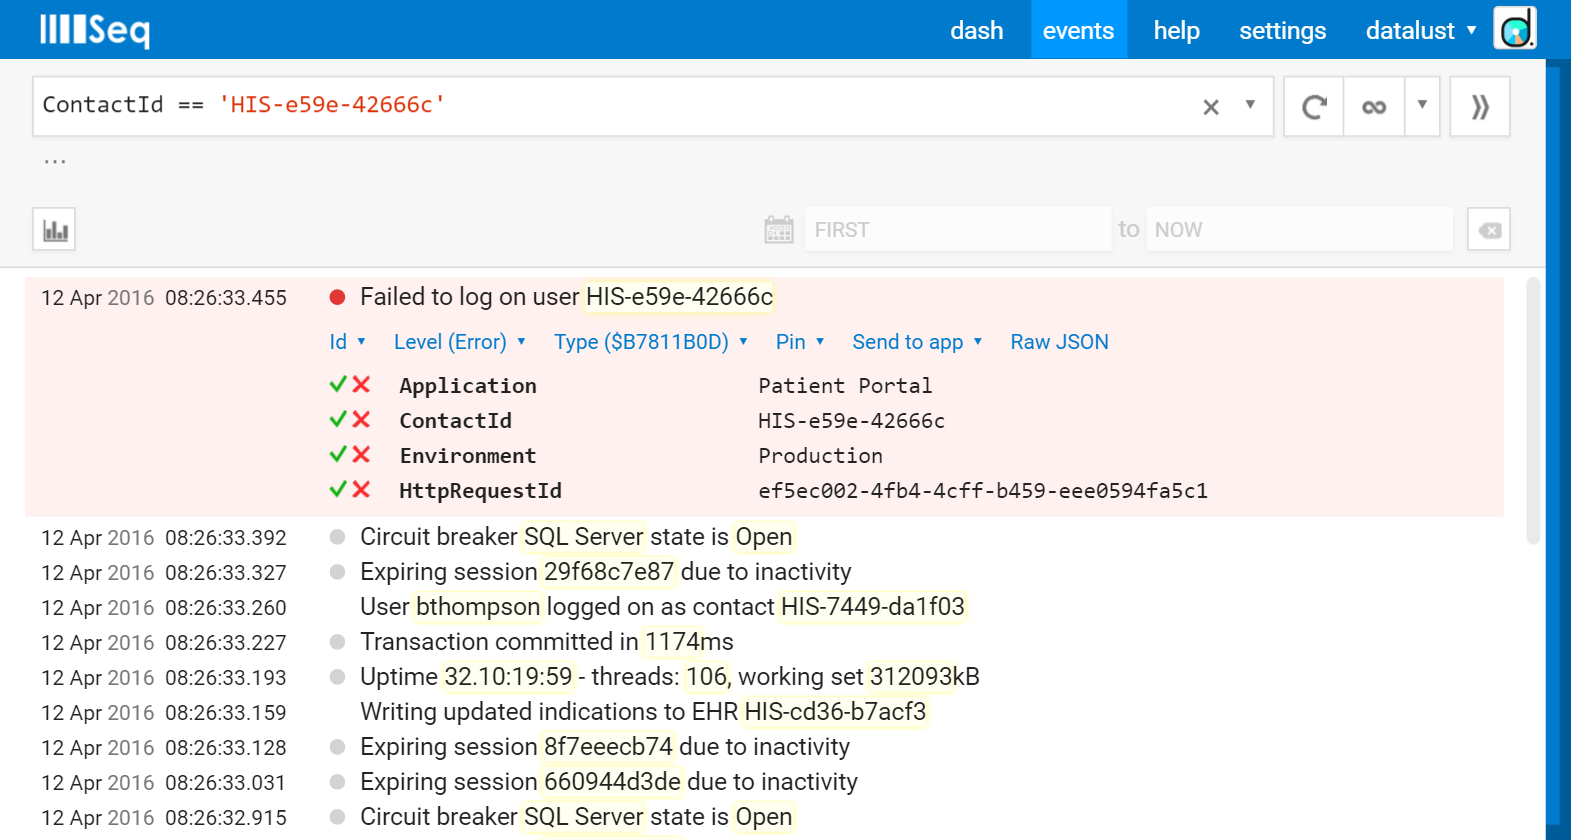 Seq dash events help settings datalust ▼
ContactId == 'HIS-e59e-42666c'
...
FIRST to NOW
12 Apr 2016 08:26:33.455 Failed to log on user HIS-e59e-42666c
Id ▼ Level (Error) ▼ Type ($B7811B0D) ▼ Pin ▼ Send to app ▼ Raw JSON
Application Patient Portal
ContactId HIS-e59e-42666c
Environment Production
HttpRequestId ef5ec002-4fb4-4cff-b459-eee0594fa5c1
12 Apr 2016 08:26:33.392 Circuit breaker SQL Server state is Open
12 Apr 2016 08:26:33.327 Expiring session 29f68c7e87 due to inactivity
12 Apr 2016 08:26:33.260 User bthompson logged on as contact HIS-7449-da1f03
12 Apr 2016 08:26:33.227 Transaction committed in 1174ms
12 Apr 2016 08:26:33.193 Uptime 32.10:19:59 - threads: 106, working set 312093kB
12 Apr 2016 08:26:33.159 Writing updated indications to EHR HIS-cd36-b7acf3
12 Apr 2016 08:26:33.128 Expiring session 8f7eeecb74 due to inactivity
12 Apr 2016 08:26:33.031 Expiring session 660944d3de due to inactivity
12 Apr 2016 08:26:32.915 Circuit breaker SQL Server state is Open